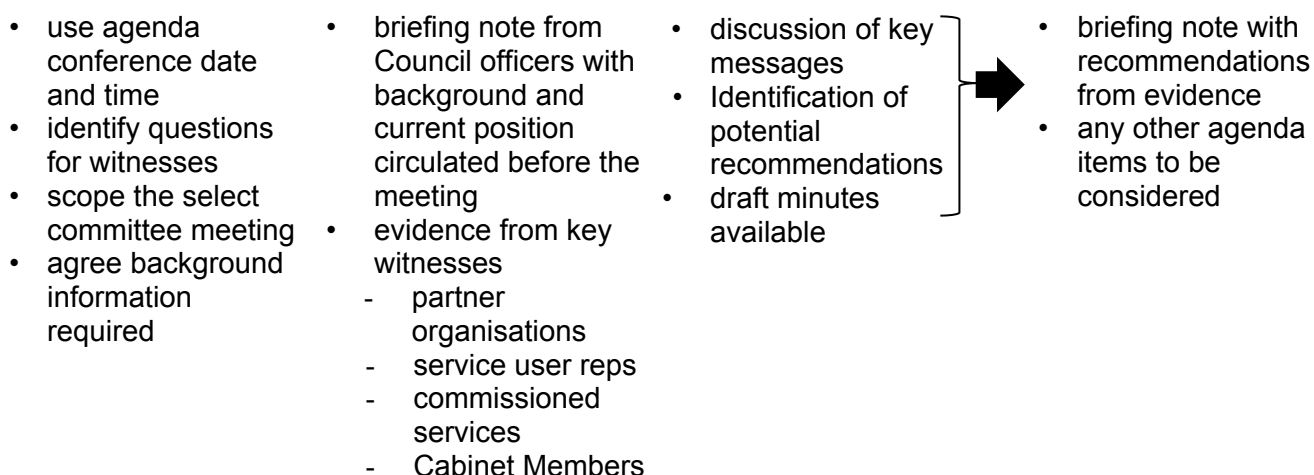 • use agenda
conference date
and time
• identify questions
for witnesses
• scope the select
committee meeting
• agree background
information
required
• briefing note from
Council officers with
background and
current position
circulated before the
meeting
• evidence from key
witnesses
- partner
organisations
- service user reps
- commissioned
services
- Cabinet Members
• discussion of key
messages
• Identification of
potential
recommendations
• draft minutes
available
• briefing note with
recommendations
from evidence
• any other agenda
items to be
considered